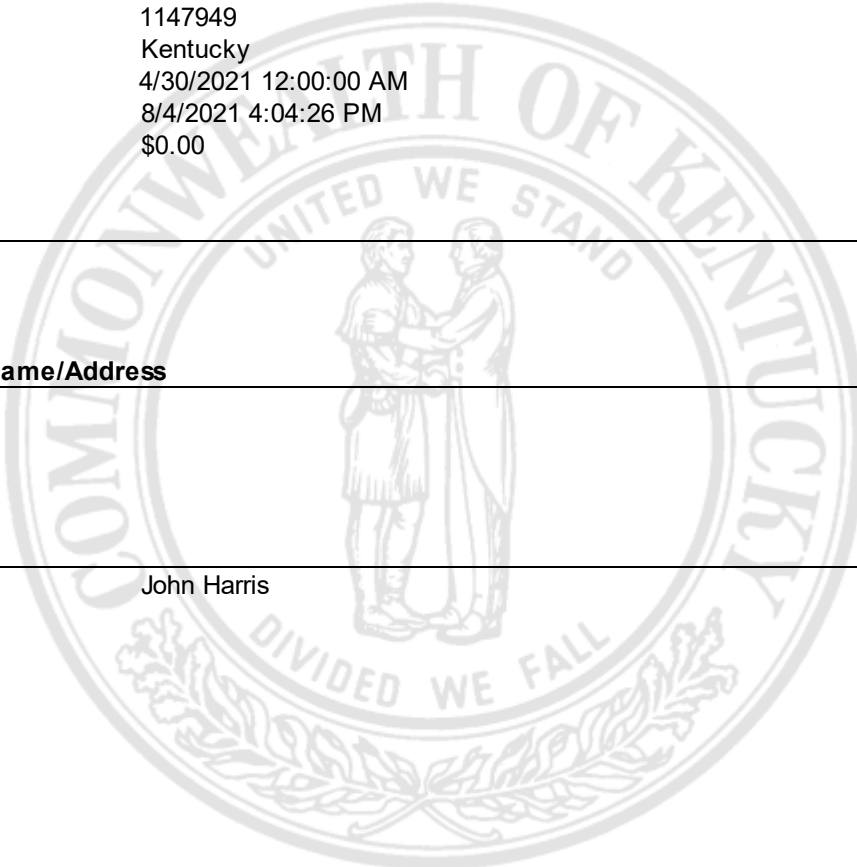 1147949
Kentucky
4/30/2021 12:00:00 AM
8/4/2021 4:04:26 PM
$0.00
COMMONWEALTH OF KENTUCKY
UNITED WE STAND
ame/Address
John Harris
DIVIDED WE FALL